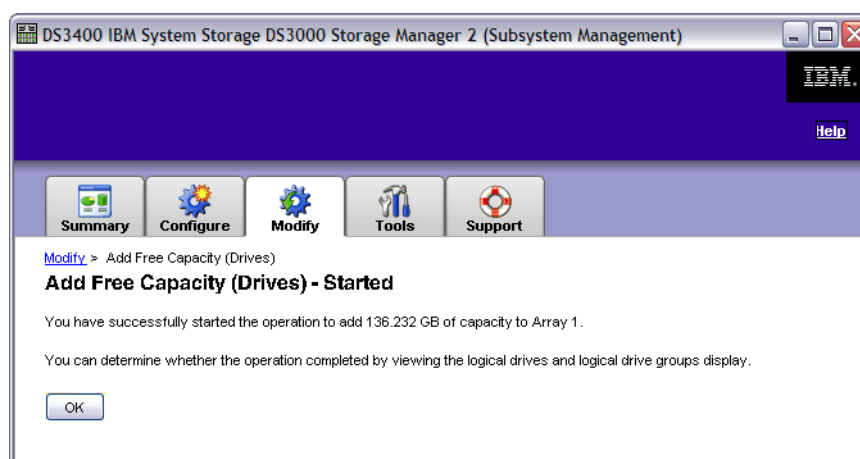 DS3400 IBM System Storage DS3000 Storage Manager 2 (Subsystem Management)
IBM.
Help
Summary
Configure
Modify
Tools
Support
Modify > Add Free Capacity (Drives)
Add Free Capacity (Drives) - Started
You have successfully started the operation to add 136.232 GB of capacity to Array 1.
You can determine whether the operation completed by viewing the logical drives and logical drive groups display.
OK